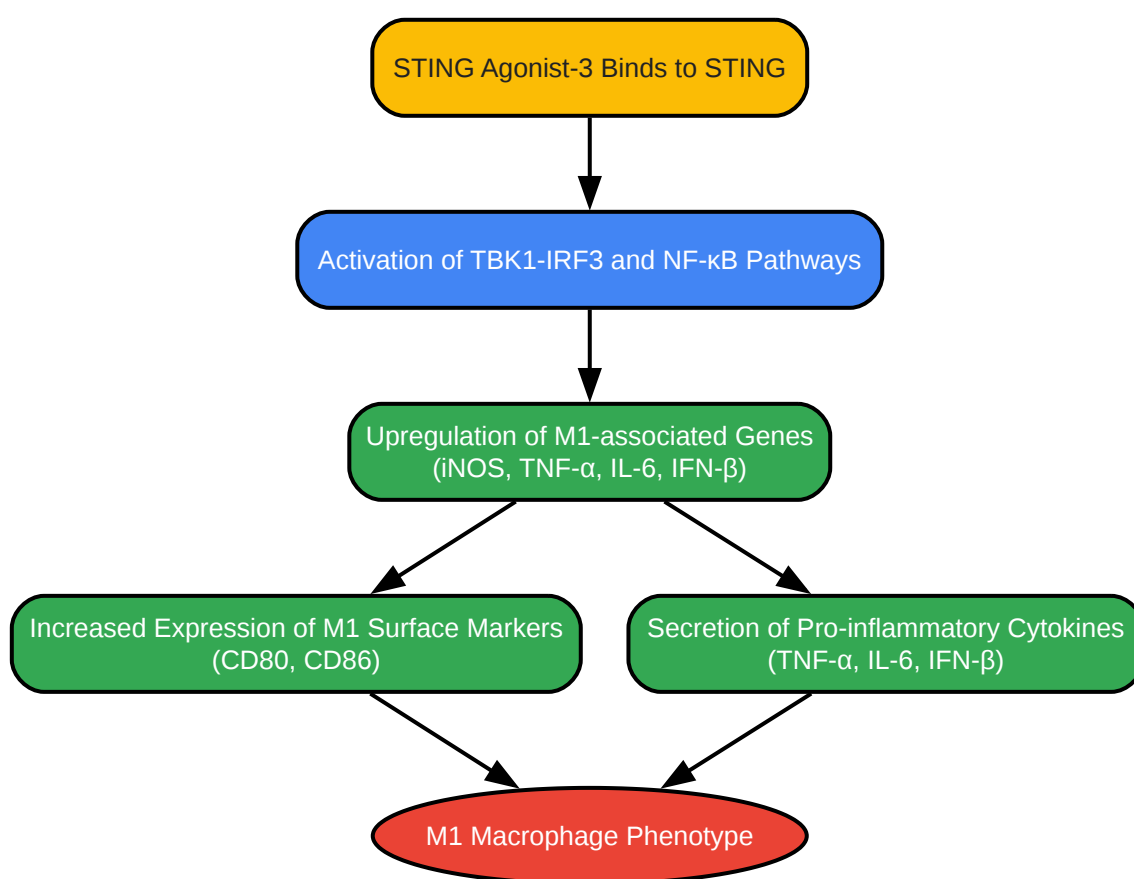 STING Agonist-3 Binds to STING
Activation of TBK1-IRF3 and NF-κB Pathways
Upregulation of M1-associated Genes
(iNOS, TNF-α, IL-6, IFN-β)
Increased Expression of M1 Surface Markers
(CD80, CD86)
Secretion of Pro-inflammatory Cytokines
(TNF-α, IL-6, IFN-β)
M1 Macrophage Phenotype